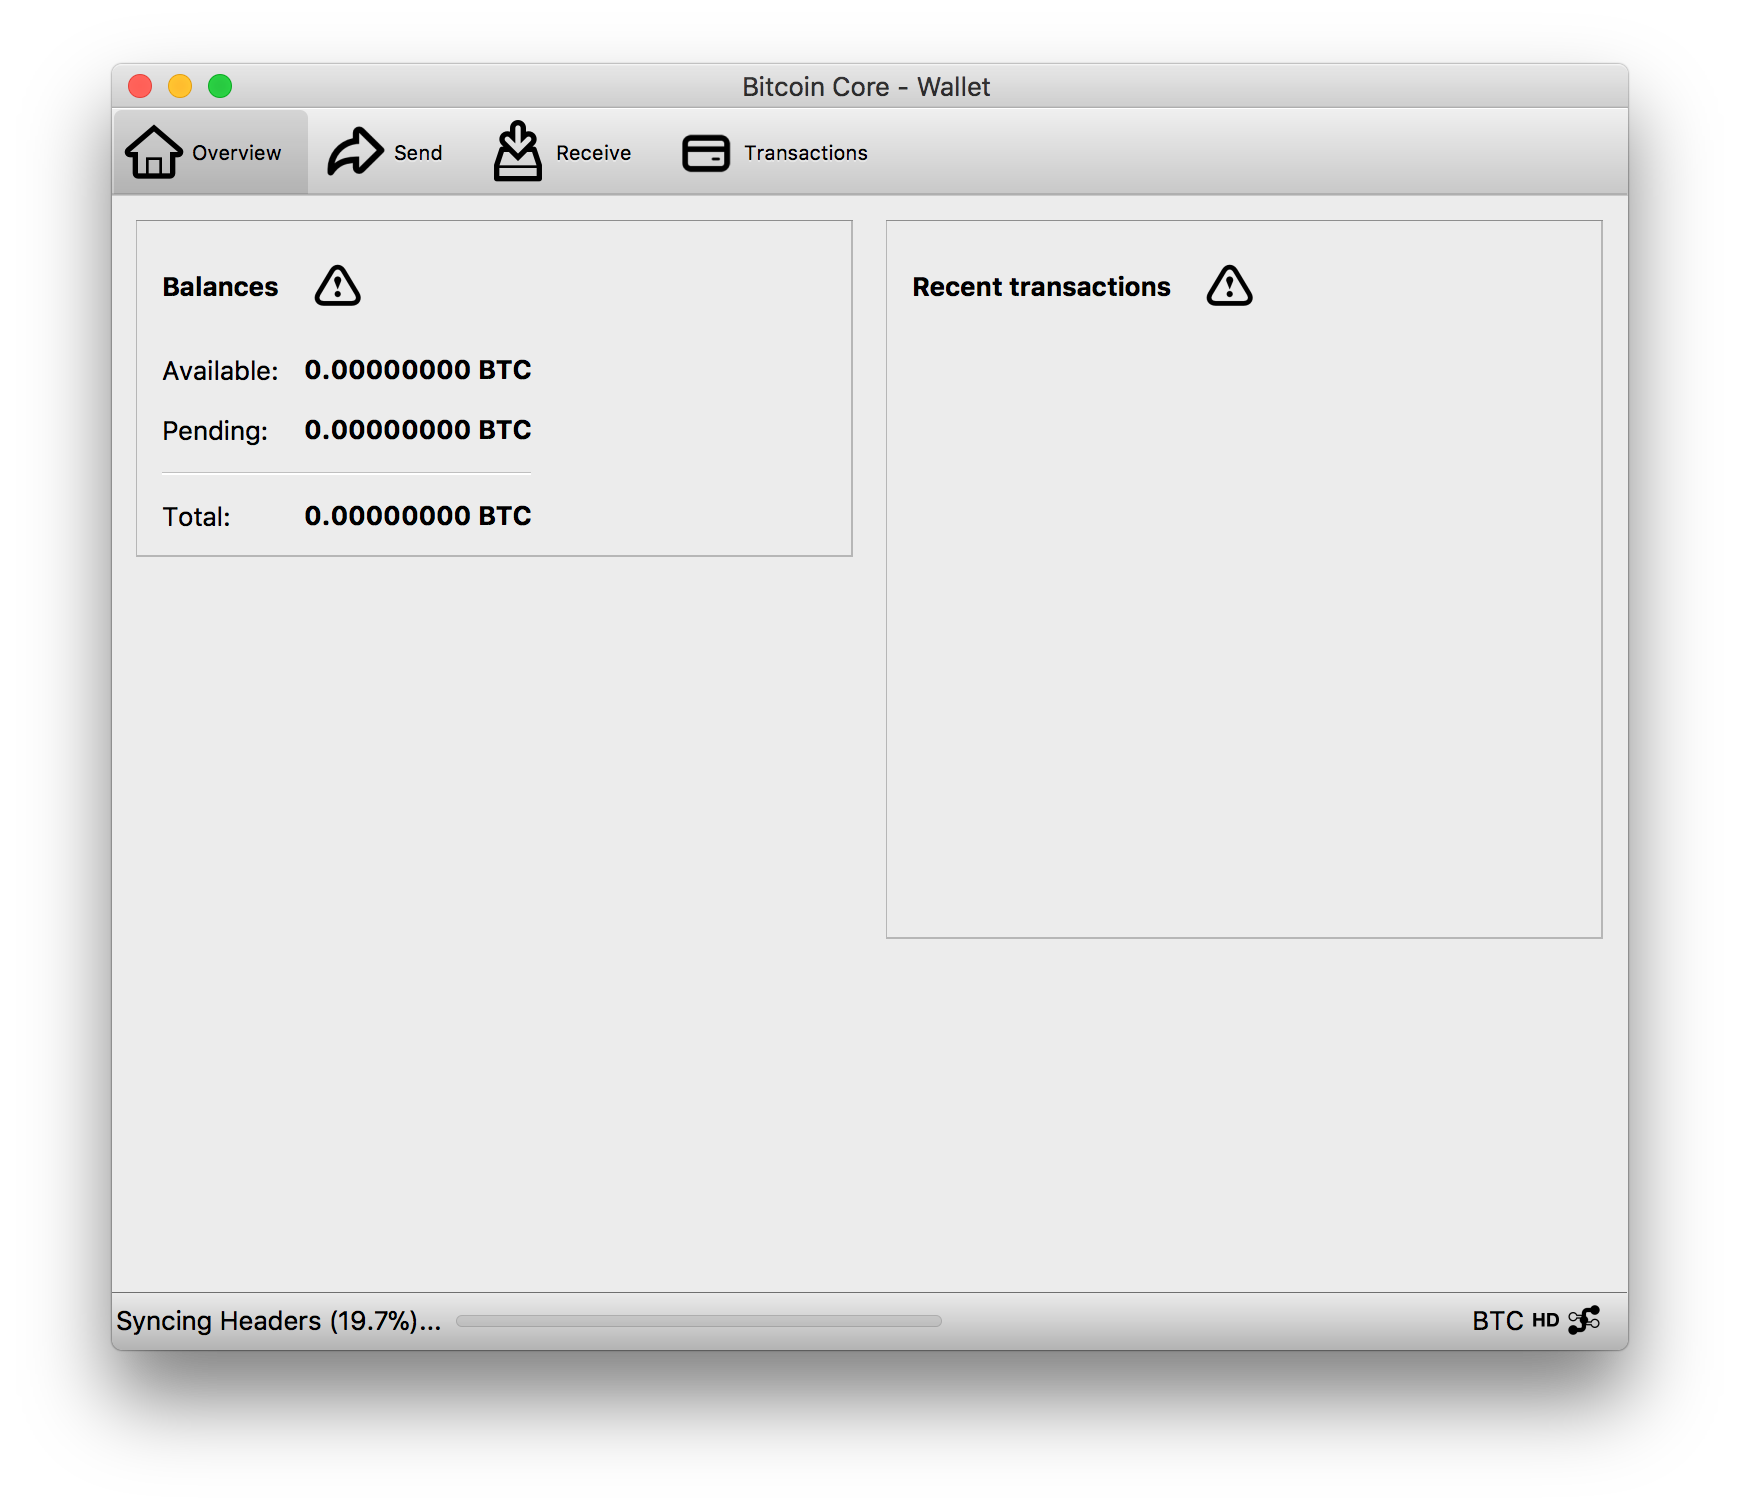 Bitcoin Core - Wallet
Overview Send Receive Transactions
Balances
Available: 0.00000000 BTC
Pending: 0.00000000 BTC
Total: 0.00000000 BTC
Recent transactions
Syncing Headers (19.7%)...
BTC HD